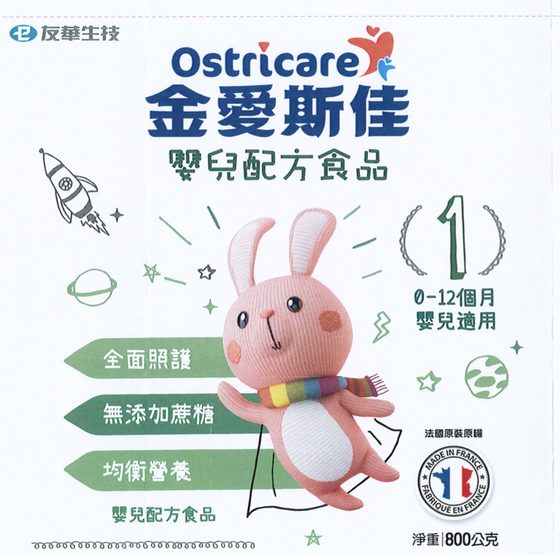 友華生技
Ostricare
金愛斯佳
嬰兒配方食品
1
0-12個月
嬰兒適用
全面照護
無添加蔗糖
均衡營養
嬰兒配方食品
法國原裝原罐
MADE IN FRANCE
FABRIQUÉ EN FRANCE
淨重 800公克